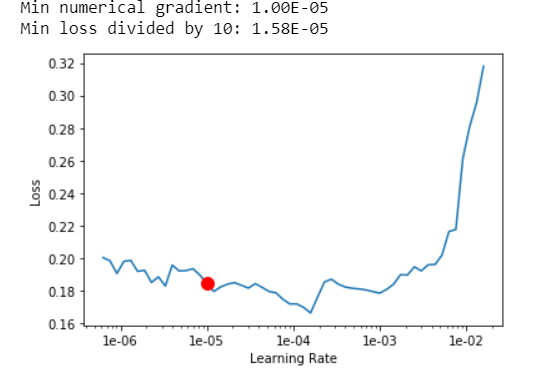 Min numerical gradient: 1.00E-05
Min loss divided by 10: 1.58E-05
0.32
0.30
0.28
0.26
0.24
0.22
0.20
0.18
0.16
Loss
1e-06 1e-05 1e-04 1e-03 1e-02
Learning Rate